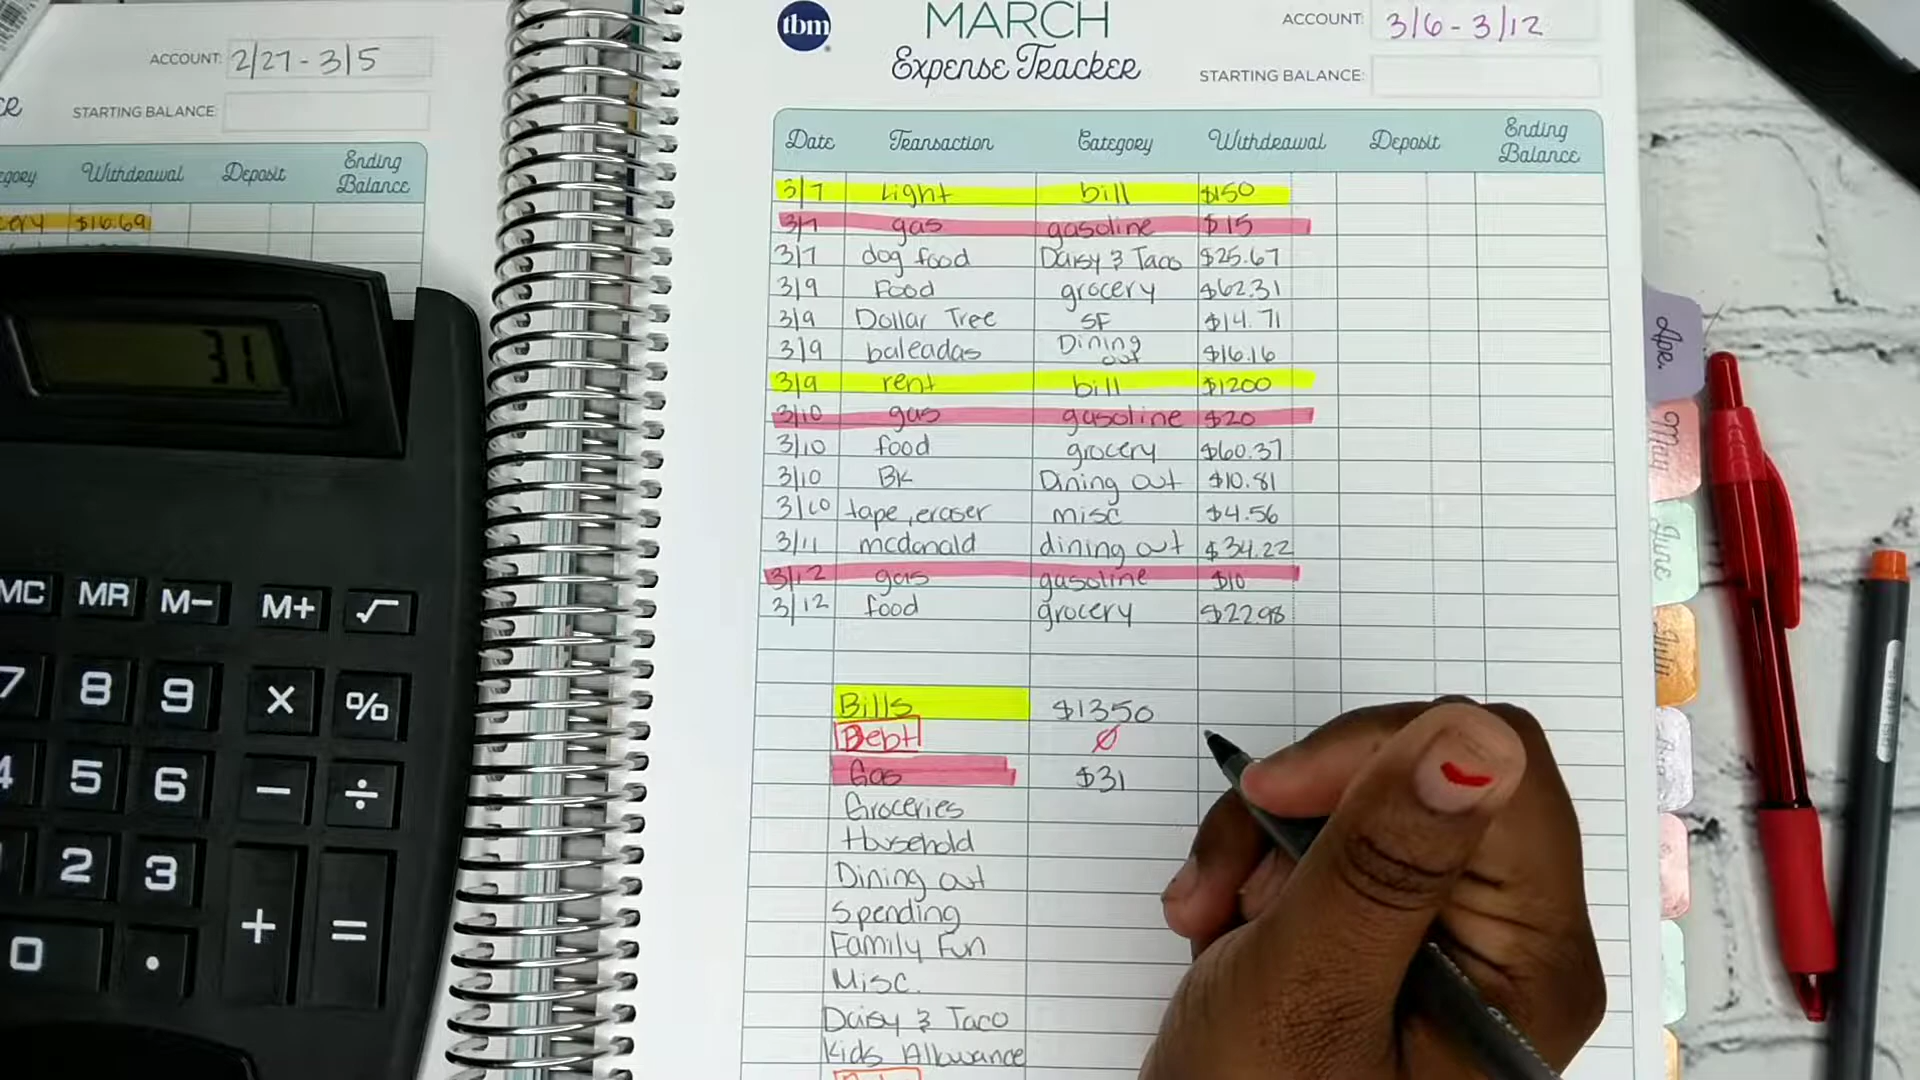 ACCOUNT: 2/27 - 3/5
STARTING BALANCE:
Withdrawal Deposit Ending Balance
$16.69
31
MC MR M- M+ √
7 8 9 X %
4 5 6 - ÷
2 3 + =
0 .
tbm
MARCH
Expense Tracker
ACCOUNT: 3/6 - 3/12
STARTING BALANCE:
Date Transaction Category Withdrawal Deposit Ending Balance
3/7 Light bill $150
3/7 gas gasoline $15
3/7 dog food Daisy & Taco $25.67
3/9 Food grocery $62.31
3/9 Dollar Tree SF $14.71
3/9 baleadas Dining out $16.16
3/9 rent bill $1200
3/10 gas gasoline $20
3/10 food grocery $60.37
3/10 BK Dining out $10.81
3/10 tape, eraser misc $4.56
3/11 mcdonald dining out $34.22
3/12 gas gasoline $10
3/12 food grocery $22.98
Bills $1350
Debt Ø
Gas $31
Groceries
Household
Dining out
Spending
Family Fun
Misc.
Daisy & Taco
Kids Allowance
Apr.
May
June
July